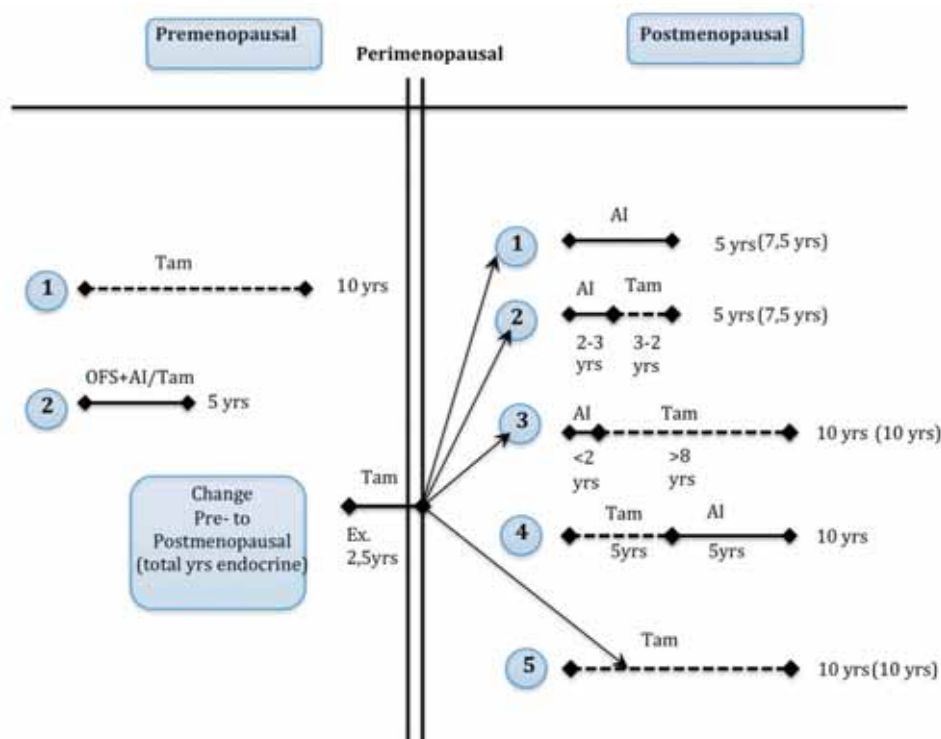 Premenopausal
Perimenopausal
Postmenopausal
1
Tam
10 yrs
2
OFS+AI/Tam
5 yrs
Change
Pre- to
Postmenopausal
(total yrs endocrine)
Tam
Ex.
2,5yrs
1
AI
5 yrs (7,5 yrs)
2
AI Tam
5 yrs (7,5 yrs)
2-3 3-2
yrs yrs
3
AI Tam
10 yrs (10 yrs)
<2 >8
yrs yrs
4
Tam AI
5yrs 5yrs
10 yrs
5
Tam
10 yrs (10 yrs)